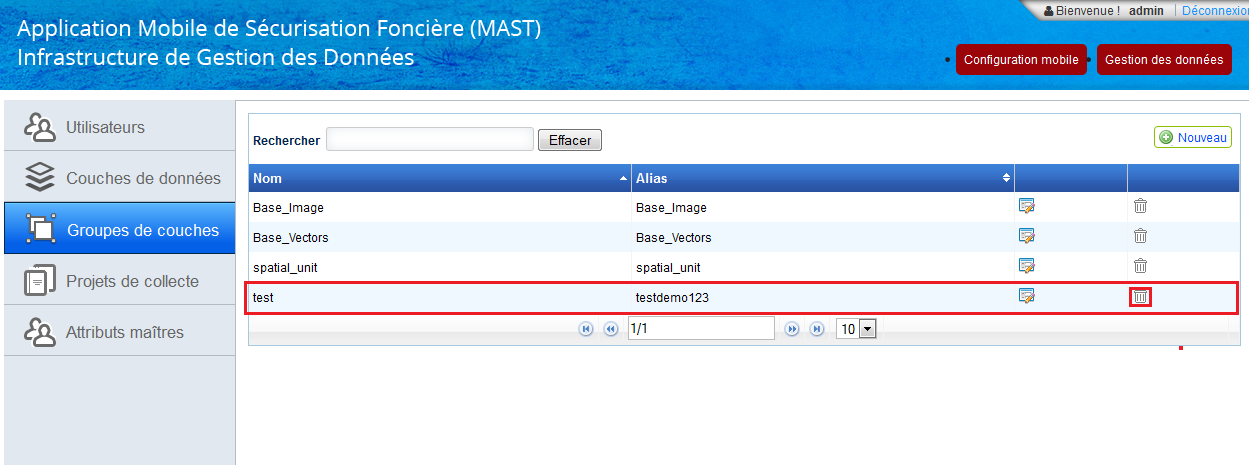 Application Mobile de Sécurisation Foncière (MAST)
Infrastructure de Gestion des Données
Bienvenue ! admin Déconnexion
Configuration mobile
Gestion des données
Utilisateurs
Couches de données
Groupes de couches
Projets de collecte
Attributs maîtres
Rechercher Effacer Nouveau
Nom Alias
Base_Image Base_Image
Base_Vectors Base_Vectors
spatial_unit spatial_unit
test testdemo123
1/1 10